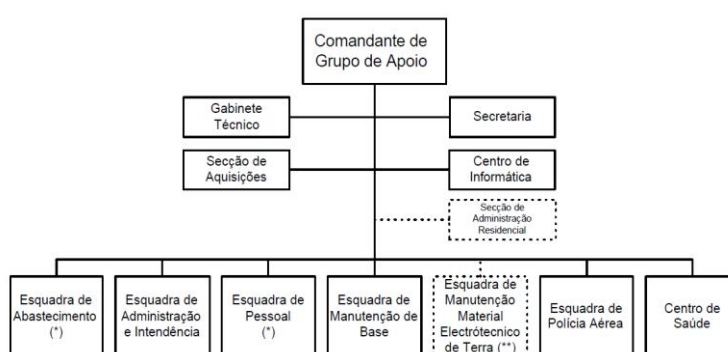 Comandante de
Grupo de Apoio
Gabinete
Técnico
Secretaria
Secção de
Aquisições
Centro de
Informática
Secção de
Administração
Residencial
Esquadra de
Abastecimento
(*)
Esquadra de
Administração
e Intendência
Esquadra de
Pessoal
(*)
Esquadra de
Manutenção de
Base
Esquadra de
Manutenção
Material
Electrótecnico
de Terra (**)
Esquadra de
Polícia Aérea
Centro de
Saúde